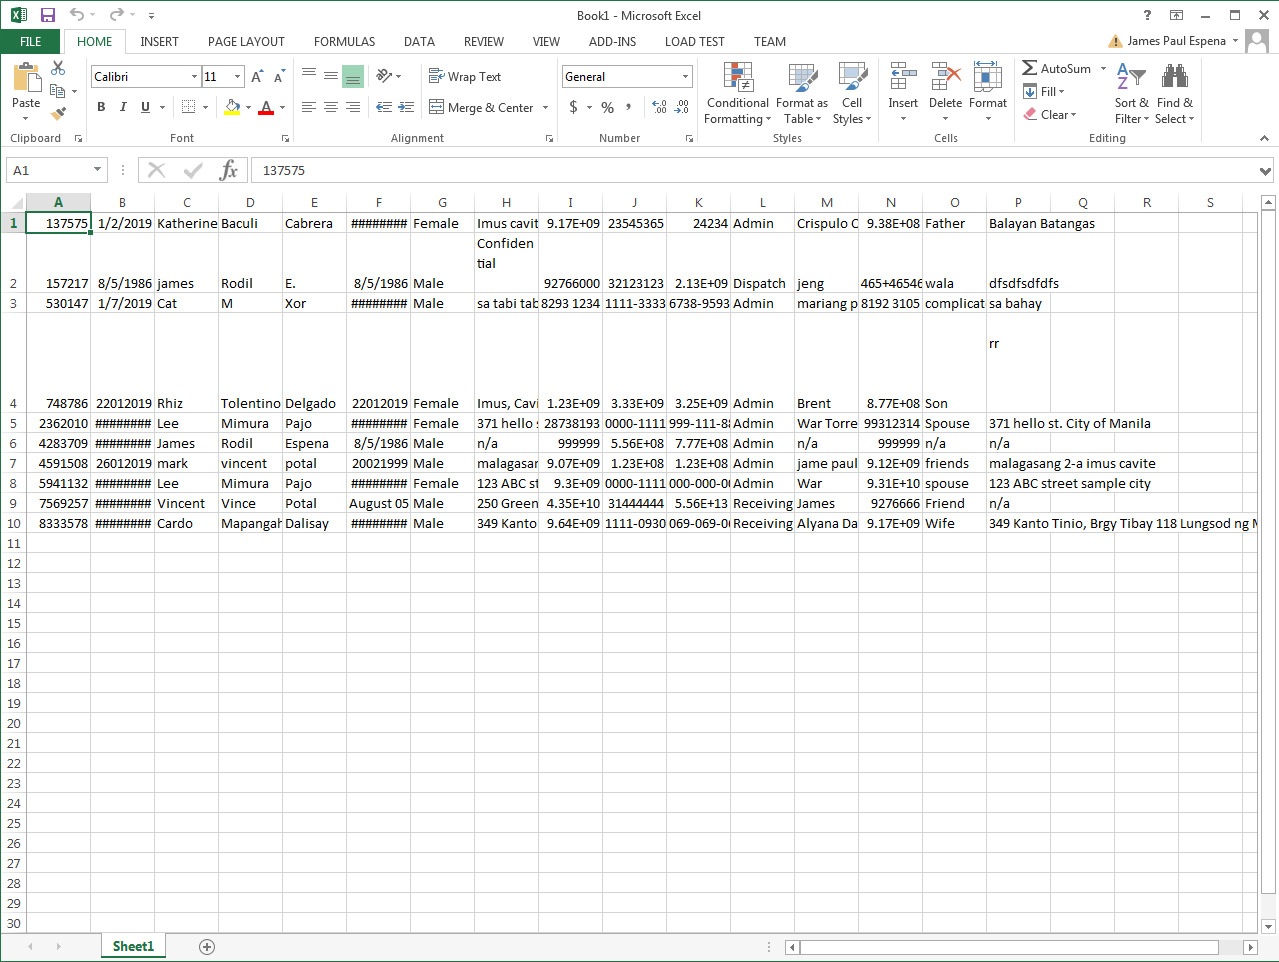 Book1 - Microsoft Excel
FILE HOME INSERT PAGE LAYOUT FORMULAS DATA REVIEW VIEW ADD-INS LOAD TEST TEAM James Paul Espena
Paste
Clipboard
Calibri 11
B I U A
Font
Wrap Text
Merge & Center
Alignment
General
$ % ,
Number
Conditional Formatting
Format as Table
Cell Styles
Styles
Insert Delete Format
Cells
AutoSum
Fill
Clear
Sort & Filter
Find & Select
Editing
A1 fx 137575
A B C D E F G H I J K L M N O P Q R S
1 137575 1/2/2019 Katherine Baculi Cabrera ######## Female Imus cavit 9.17E+09 23545365 24234 Admin Crispulo C 9.38E+08 Father Balayan Batangas
Confiden
tial
2 157217 8/5/1986 james Rodil E. 8/5/1986 Male 92766000 32123123 2.13E+09 Dispatch jeng 465+46546 wala dfsdfsdfdfs
3 530147 1/7/2019 Cat M Xor ######## Male sa tabi tab 8293 1234 1111-3333 6738-9593 Admin mariang p 8192 3105 complicat sa bahay
rr
4 748786 22012019 Rhiz Tolentino Delgado 22012019 Female Imus, Cavi 1.23E+09 3.33E+09 3.25E+09 Admin Brent 8.77E+08 Son
5 2362010 ######## Lee Mimura Pajo ######## Female 371 hello s 28738193 0000-1111 999-111-88 Admin War Torre 99312314 Spouse 371 hello st. City of Manila
6 4283709 ######## James Rodil Espena 8/5/1986 Male n/a 999999 5.56E+08 7.77E+08 Admin n/a 999999 n/a n/a
7 4591508 26012019 mark vincent potal 20021999 Male malagasar 9.07E+09 1.23E+08 1.23E+08 Admin jame paul 9.12E+09 friends malagasang 2-a imus cavite
8 5941132 ######## Lee Mimura Pajo ######## Female 123 ABC st 9.3E+09 0000-1111 000-000-00 Admin War 9.31E+10 spouse 123 ABC street sample city
9 7569257 ######## Vincent Vince Potal August 05 Male 250 Green 4.35E+10 31444444 5.56E+13 Receiving James 9276666 Friend n/a
10 8333578 ######## Cardo Mapangah Dalisay ######## Male 349 Kanto 9.64E+09 1111-0930 069-069-06 Receiving Alyana Da 9.17E+09 Wife 349 Kanto Tinio, Brgy Tibay 118 Lungsod ng M
11
12
13
14
15
16
17
18
19
20
21
22
23
24
25
26
27
28
29
30
Sheet1